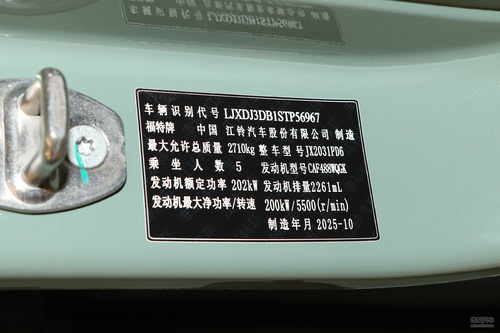 车辆识别代号 LJXDJ3DB1STP56967
福特牌 中国 江铃汽车股份有限公司 制造
最大允许总质量 2710kg 整车型号 JX2031PD6
乘坐人数 5 发动机型号 CAF488WQGK
发动机额定功率 202kW 发动机排量 2261mL
发动机最大净功率/转速 200kW/5500(r/min)
制造年月 2025-10